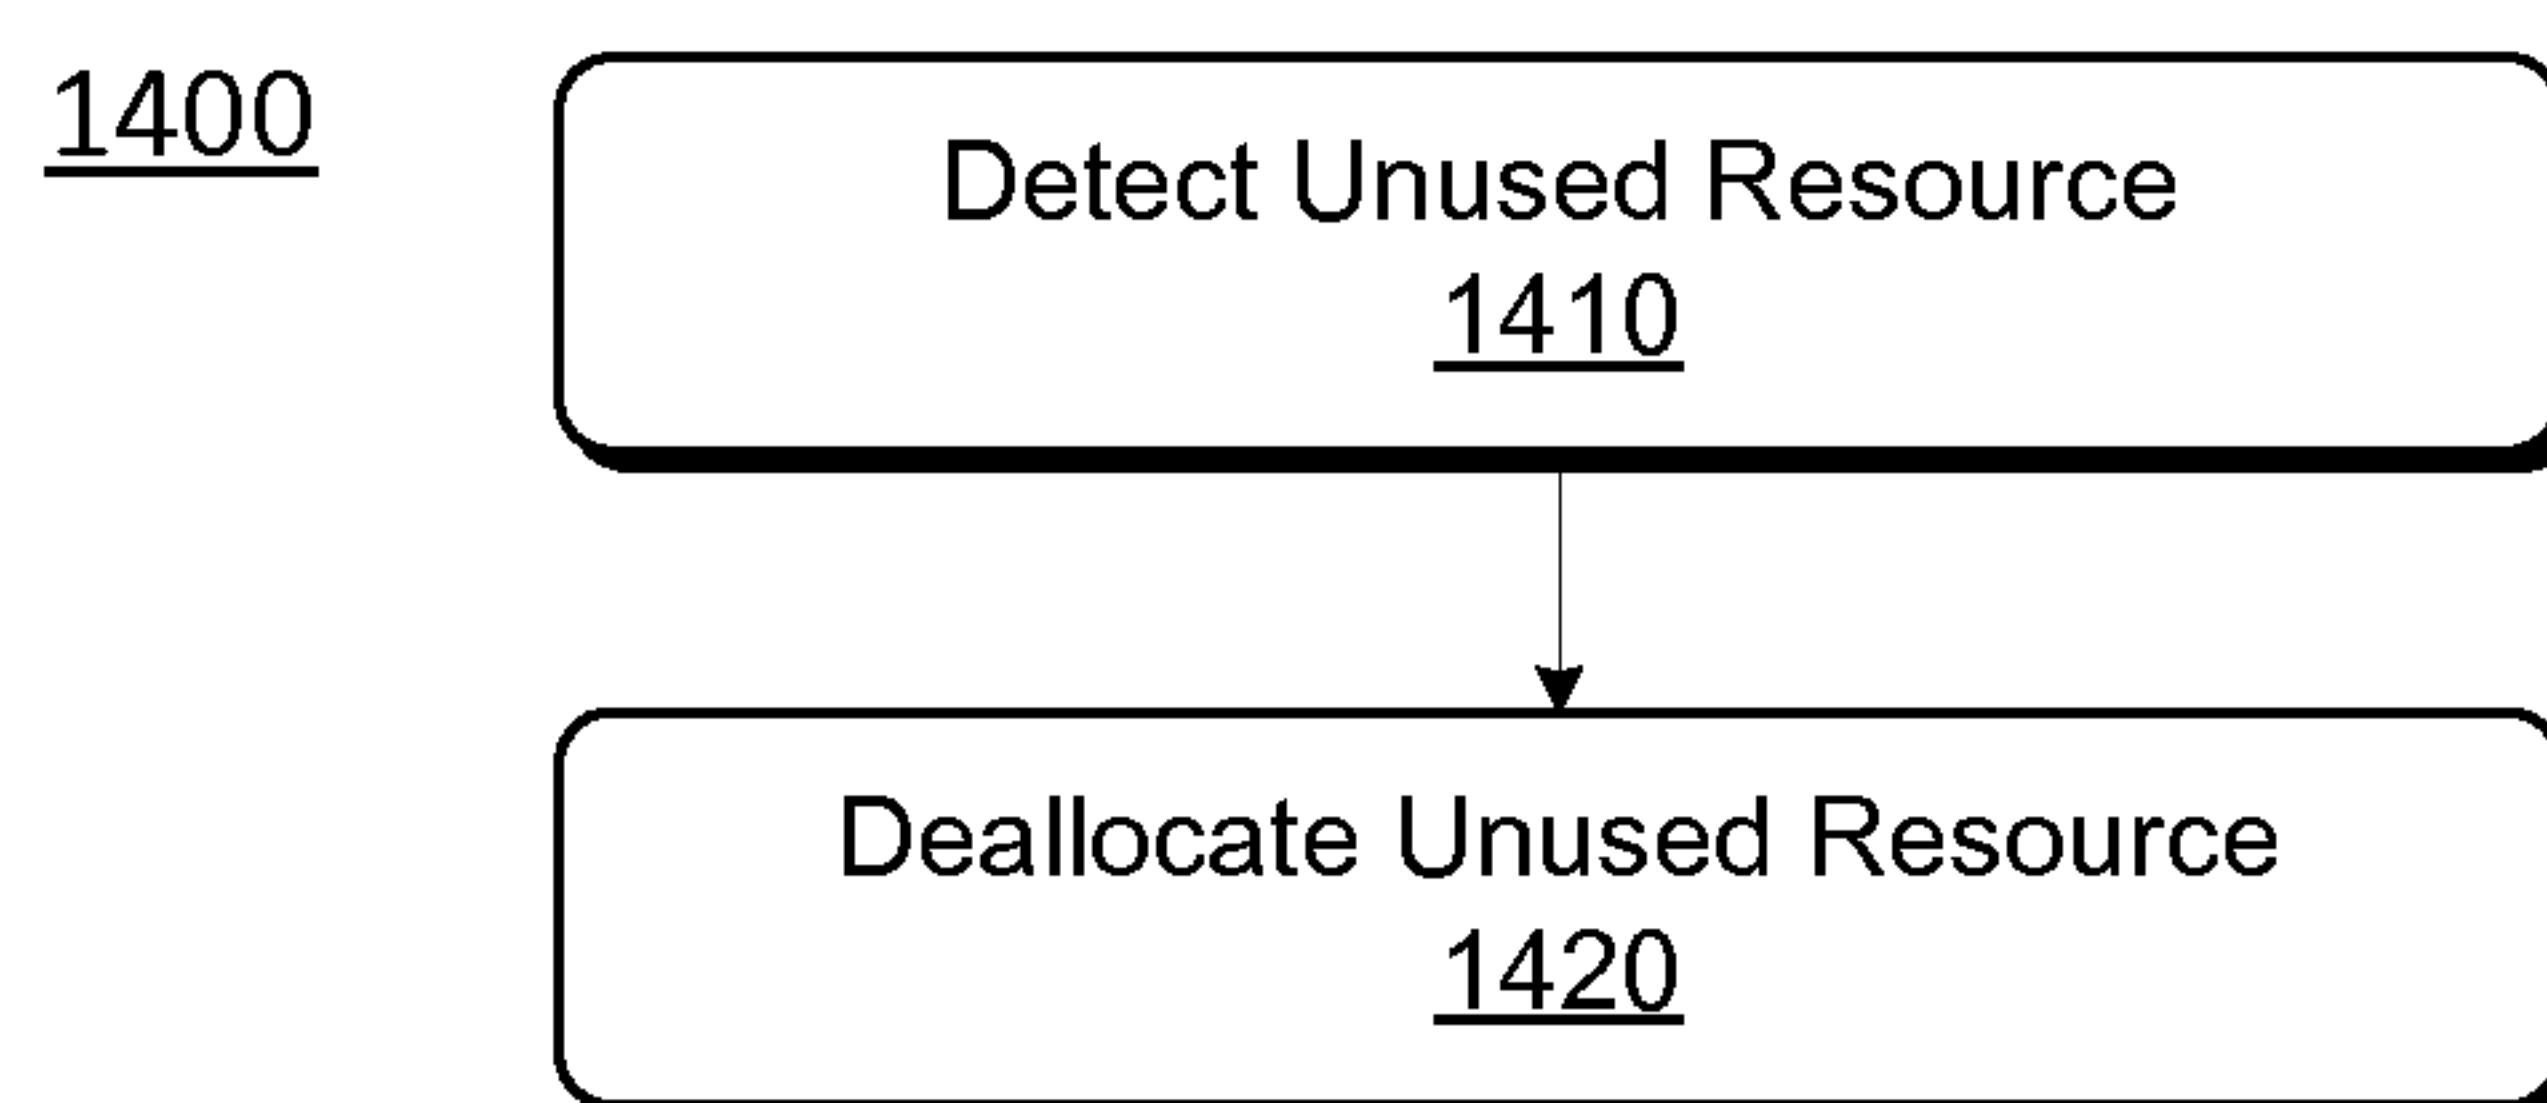 1400
Detect Unused Resource
1410
Deallocate Unused Resource
1420